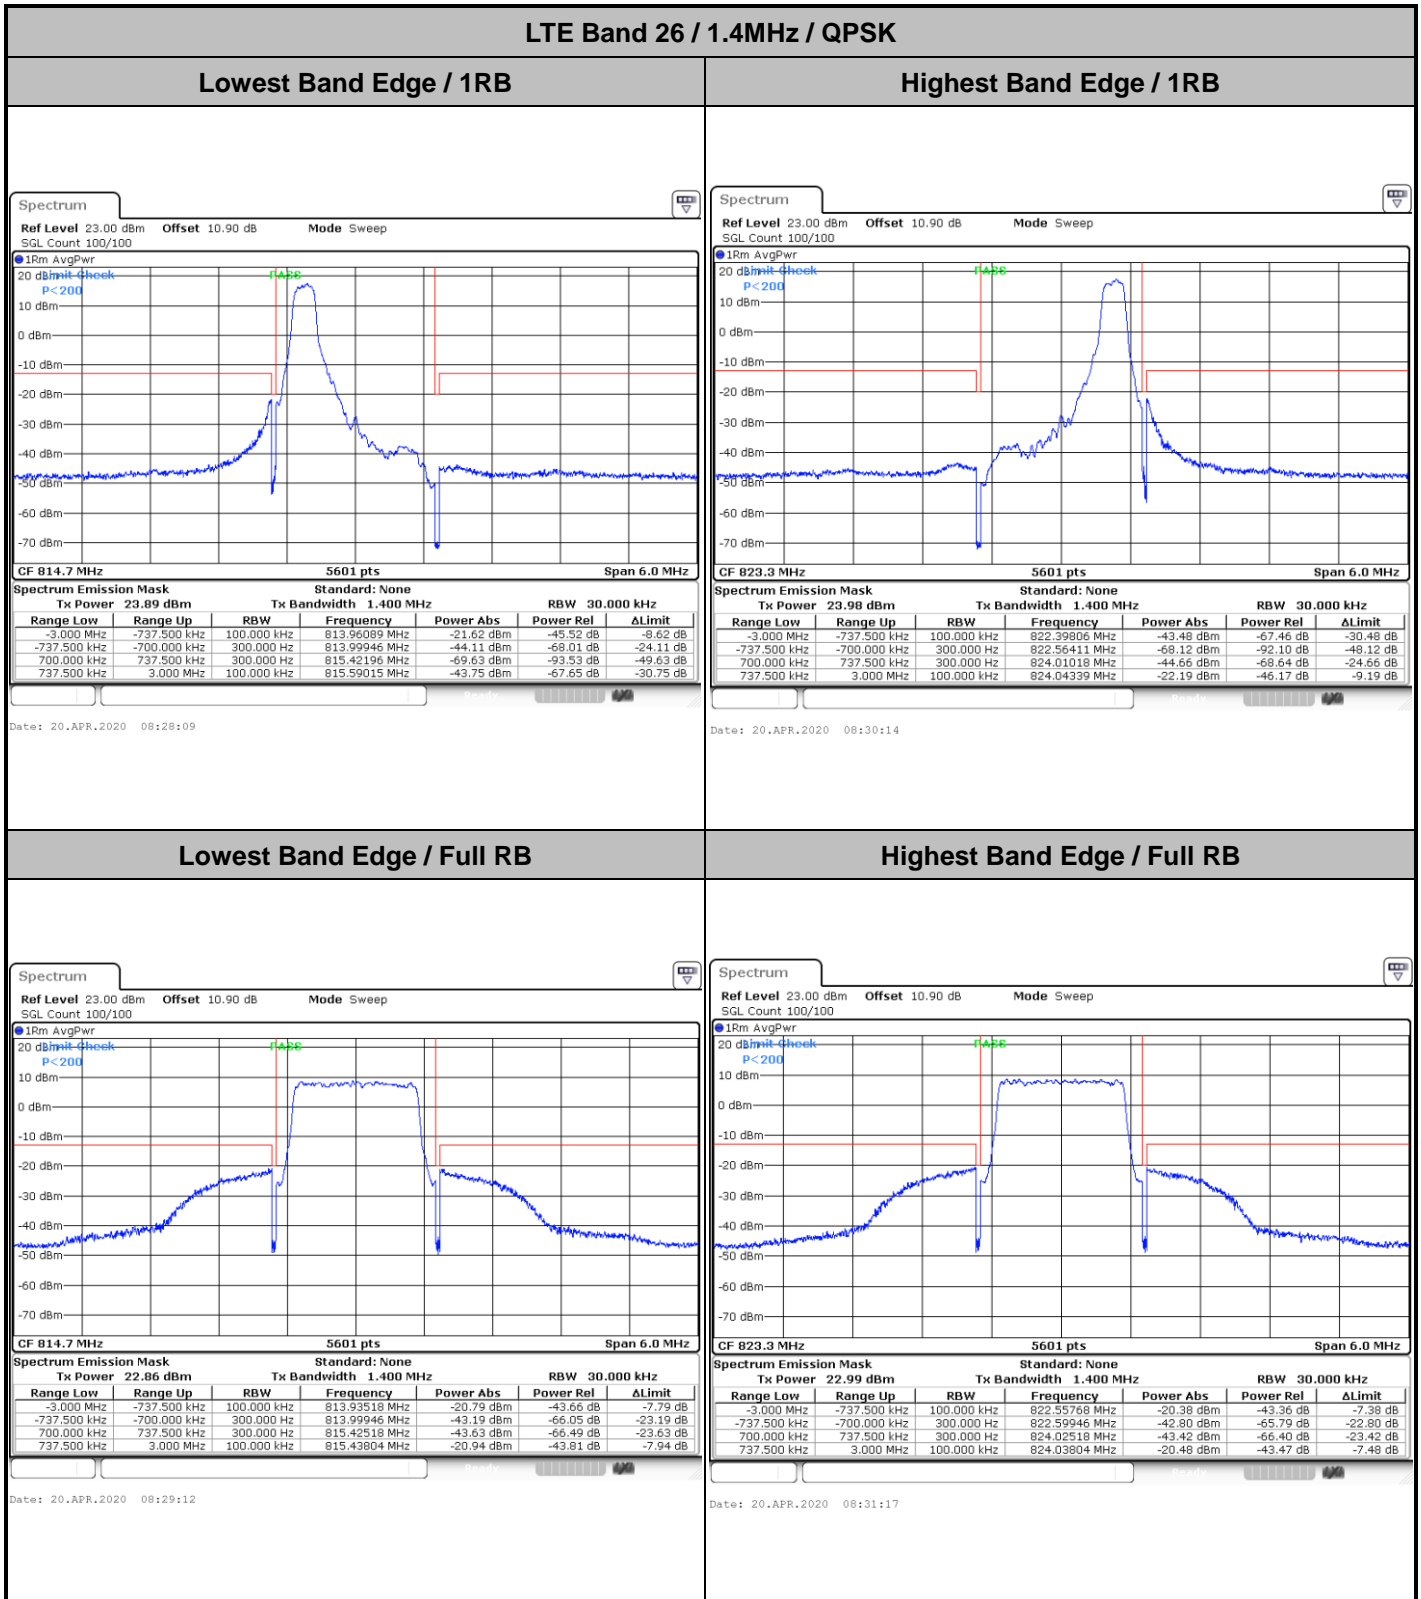 LTE Band 26 / 1.4MHz / QPSK
Lowest Band Edge / 1RB
Highest Band Edge / 1RB
Spectrum
Ref Level 23.00 dBm Offset 10.90 dB Mode Sweep
SGL Count 100/100
1Rm AvgPwr
20 dBm
Limit Check
PASS
P<200
10 dBm
0 dBm
-10 dBm
-20 dBm
-30 dBm
-40 dBm
-50 dBm
-60 dBm
-70 dBm
CF 814.7 MHz 5601 pts Span 6.0 MHz
Spectrum Emission Mask Standard: None
Tx Power 23.89 dBm Tx Bandwidth 1.400 MHz RBW 30.000 kHz
Range Low Range Up RBW Frequency Power Abs Power Rel ΔLimit
-3.000 MHz -737.500 kHz 100.000 kHz 813.96089 MHz -21.62 dBm -45.52 dB -8.62 dB
-737.500 kHz -700.000 kHz 300.000 Hz 813.99946 MHz -44.11 dBm -68.01 dB -24.11 dB
700.000 kHz 737.500 kHz 300.000 Hz 815.42196 MHz -69.63 dBm -93.53 dB -49.63 dB
737.500 kHz 3.000 MHz 100.000 kHz 815.59015 MHz -43.75 dBm -67.65 dB -30.75 dB
Ready
Date: 20.APR.2020 08:28:09
Spectrum
Ref Level 23.00 dBm Offset 10.90 dB Mode Sweep
SGL Count 100/100
1Rm AvgPwr
20 dBm
Limit Check
PASS
P<200
10 dBm
0 dBm
-10 dBm
-20 dBm
-30 dBm
-40 dBm
-50 dBm
-60 dBm
-70 dBm
CF 823.3 MHz 5601 pts Span 6.0 MHz
Spectrum Emission Mask Standard: None
Tx Power 23.98 dBm Tx Bandwidth 1.400 MHz RBW 30.000 kHz
Range Low Range Up RBW Frequency Power Abs Power Rel ΔLimit
-3.000 MHz -737.500 kHz 100.000 kHz 822.39806 MHz -43.48 dBm -67.46 dB -30.48 dB
-737.500 kHz -700.000 kHz 300.000 Hz 822.56411 MHz -68.12 dBm -92.10 dB -48.12 dB
700.000 kHz 737.500 kHz 300.000 Hz 824.01018 MHz -44.66 dBm -68.64 dB -24.66 dB
737.500 kHz 3.000 MHz 100.000 kHz 824.04339 MHz -22.19 dBm -46.17 dB -9.19 dB
Ready
Date: 20.APR.2020 08:30:14
Lowest Band Edge / Full RB
Highest Band Edge / Full RB
Spectrum
Ref Level 23.00 dBm Offset 10.90 dB Mode Sweep
SGL Count 100/100
1Rm AvgPwr
20 dBm
Limit Check
PASS
P<200
10 dBm
0 dBm
-10 dBm
-20 dBm
-30 dBm
-40 dBm
-50 dBm
-60 dBm
-70 dBm
CF 814.7 MHz 5601 pts Span 6.0 MHz
Spectrum Emission Mask Standard: None
Tx Power 22.86 dBm Tx Bandwidth 1.400 MHz RBW 30.000 kHz
Range Low Range Up RBW Frequency Power Abs Power Rel ΔLimit
-3.000 MHz -737.500 kHz 100.000 kHz 813.93518 MHz -20.79 dBm -43.66 dB -7.79 dB
-737.500 kHz -700.000 kHz 300.000 Hz 813.99946 MHz -43.19 dBm -66.05 dB -23.19 dB
700.000 kHz 737.500 kHz 300.000 Hz 815.42518 MHz -43.63 dBm -66.49 dB -23.63 dB
737.500 kHz 3.000 MHz 100.000 kHz 815.43804 MHz -20.94 dBm -43.81 dB -7.94 dB
Ready
Date: 20.APR.2020 08:29:12
Spectrum
Ref Level 23.00 dBm Offset 10.90 dB Mode Sweep
SGL Count 100/100
1Rm AvgPwr
20 dBm
Limit Check
PASS
P<200
10 dBm
0 dBm
-10 dBm
-20 dBm
-30 dBm
-40 dBm
-50 dBm
-60 dBm
-70 dBm
CF 823.3 MHz 5601 pts Span 6.0 MHz
Spectrum Emission Mask Standard: None
Tx Power 22.99 dBm Tx Bandwidth 1.400 MHz RBW 30.000 kHz
Range Low Range Up RBW Frequency Power Abs Power Rel ΔLimit
-3.000 MHz -737.500 kHz 100.000 kHz 822.55768 MHz -20.38 dBm -43.36 dB -7.38 dB
-737.500 kHz -700.000 kHz 300.000 Hz 822.59946 MHz -42.80 dBm -65.79 dB -22.80 dB
700.000 kHz 737.500 kHz 300.000 Hz 824.02518 MHz -43.42 dBm -66.40 dB -23.42 dB
737.500 kHz 3.000 MHz 100.000 kHz 824.03804 MHz -20.48 dBm -43.47 dB -7.48 dB
Ready
Date: 20.APR.2020 08:31:17